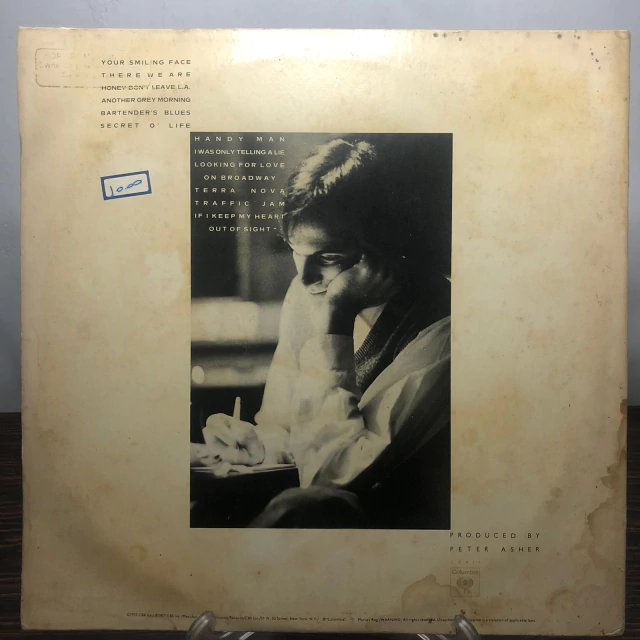 YOUR SMILING FACE
THERE WE ARE
HONEY DON'T LEAVE L.A.
ANOTHER GREY MORNING
BARTENDER'S BLUES
SECRET O' LIFE
HANDY MAN
I WAS ONLY TELLING A LIE
LOOKING FOR LOVE
ON BROADWAY
TERRA NOVA
TRAFFIC JAM
IF I KEEP MY HEART
OUT OF SIGHT
PRODUCED BY
PETER ASHER